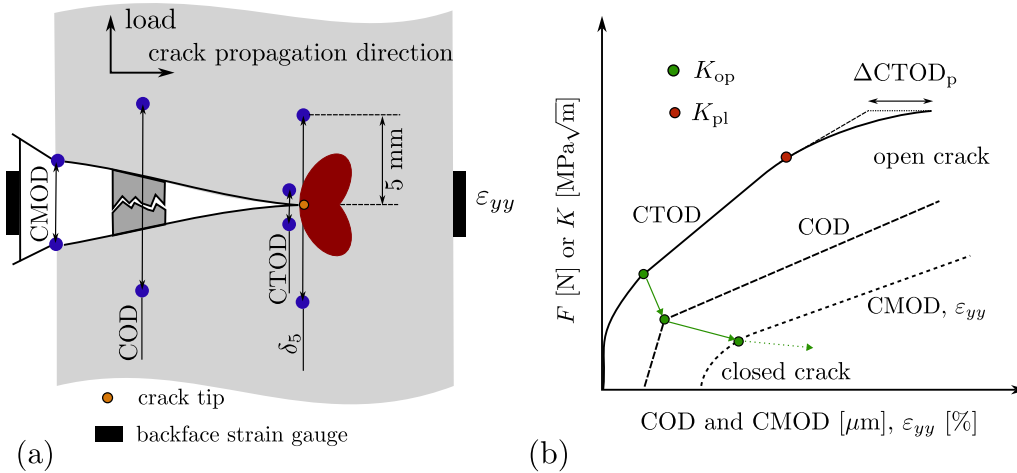 load
crack propagation direction
CMOD
COD
CTOD
δ₅
5 mm
εyy
crack tip
backface strain gauge
(a)
F [N] or K [MPa√m]
Kop
Kpl
ΔCTODp
open crack
CTOD
COD
CMOD, εyy
closed crack
COD and CMOD [μm], εyy [%]
(b)